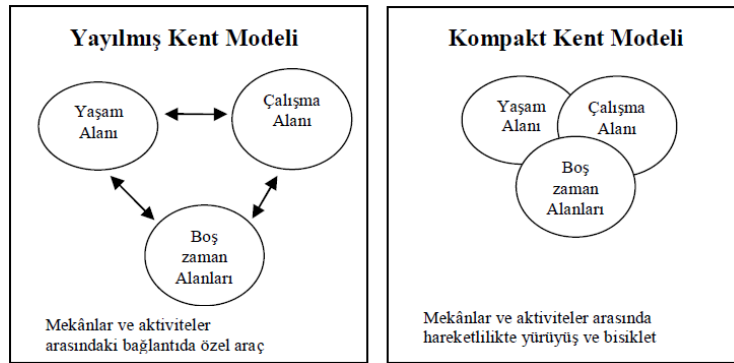 Yayılmış Kent Modeli
Yaşam
Alanı
Çalışma
Alanı
Boş
zaman
Alanları
Mekânlar ve aktiviteler
arasındaki bağlantıda özel araç
Kompakt Kent Modeli
Yaşam
Alanı
Çalışma
Alanı
Boş
zaman
Alanları
Mekânlar ve aktiviteler arasında
hareketlilikte yürüyüş ve bisiklet